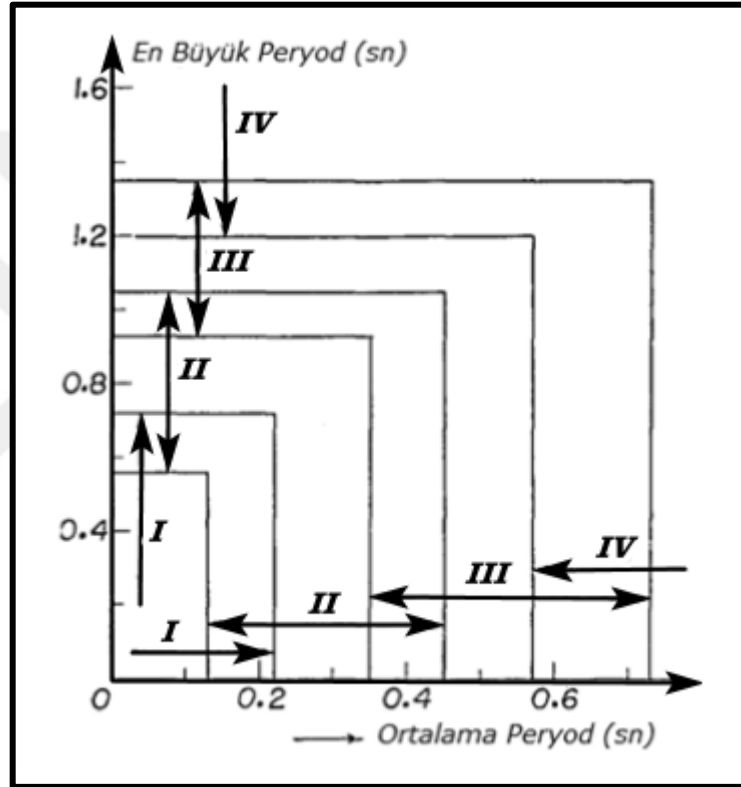 En Büyük Peryod (sn)
1.6
IV
1.2
III
II
0.8
I
0.4
IV
III
II
I
0
0.2
0.4
0.6
Ortalama Peryod (sn)